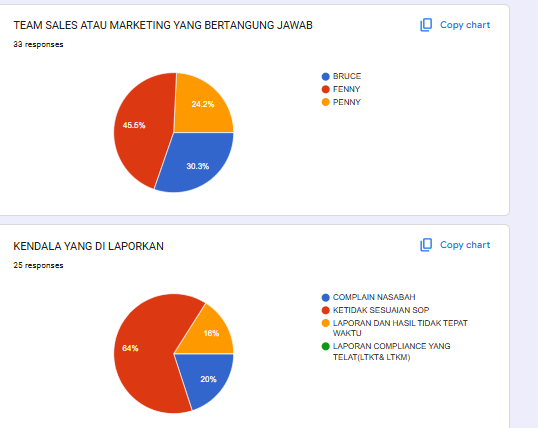 TEAM SALES ATAU MARKETING YANG BERTANGUNG JAWAB
Copy chart
33 responses
BRUCE
FENNY
PENNY
24.2%
45.5%
30.3%
KENDALA YANG DI LAPORKAN
Copy chart
25 responses
COMPLAIN NASABAH
KETIDAK SESUAIAN SOP
LAPORAN DAN HASIL TIDAK TEPAT
WAKTU
LAPORAN COMPLIANCE YANG
TELAT(LTKT& LTKM)
16%
64%
20%